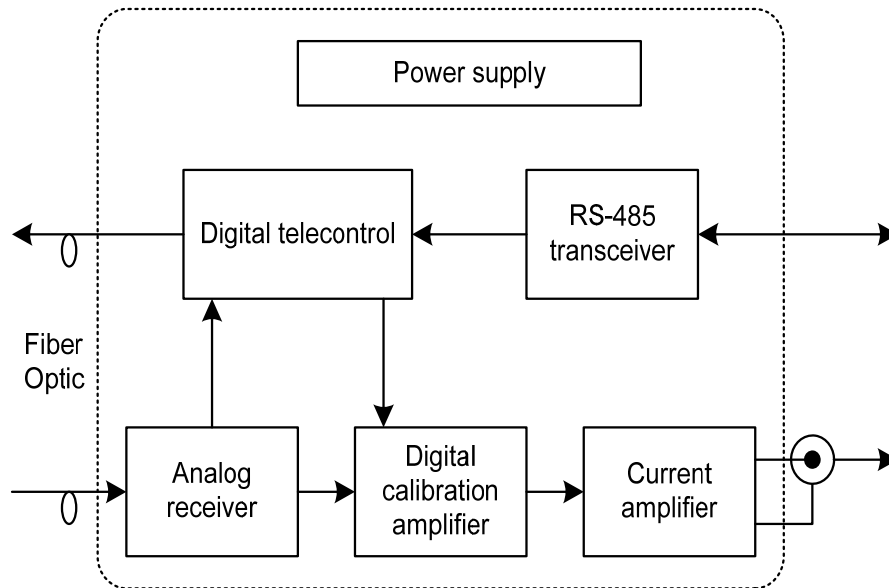 Power supply
Digital telecontrol
RS-485
transceiver
Fiber
Optic
Analog
receiver
Digital
calibration
amplifier
Current
amplifier